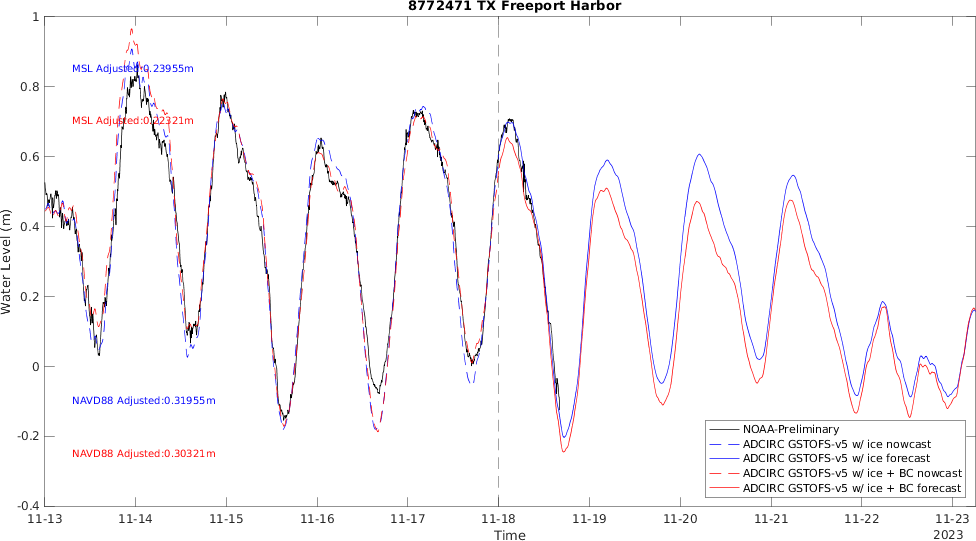 8772471 TX Freeport Harbor
1
0.8
0.6
0.4
0.2
0
-0.2
-0.4
Water Level (m)
MSL Adjusted:0.23955m
MSL Adjusted:0.22321m
NAVD88 Adjusted:0.31955m
NAVD88 Adjusted:0.30321m
NOAA-Preliminary
ADCIRC GSTOFS-v5 w/ ice nowcast
ADCIRC GSTOFS-v5 w/ ice forecast
ADCIRC GSTOFS-v5 w/ ice + BC nowcast
ADCIRC GSTOFS-v5 w/ ice + BC forecast
11-13 11-14 11-15 11-16 11-17 11-18 11-19 11-20 11-21 11-22 11-23
Time
2023